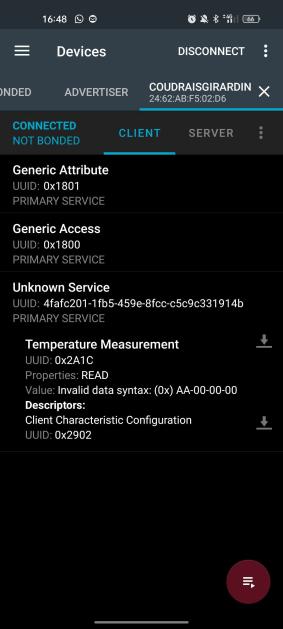 16:48
66
Devices
DISCONNECT
ONDED
ADVERTISER
COUDRAISGIRARDIN
24:62:AB:F5:02:D6
CONNECTED
NOT BONDED
CLIENT
SERVER
Generic Attribute
UUID: 0x1801
PRIMARY SERVICE
Generic Access
UUID: 0x1800
PRIMARY SERVICE
Unknown Service
UUID: 4fafc201-1fb5-459e-8fcc-c5c9c331914b
PRIMARY SERVICE
Temperature Measurement
UUID: 0x2A1C
Properties: READ
Value: Invalid data syntax: (0x) AA-00-00-00
Descriptors:
Client Characteristic Configuration
UUID: 0x2902